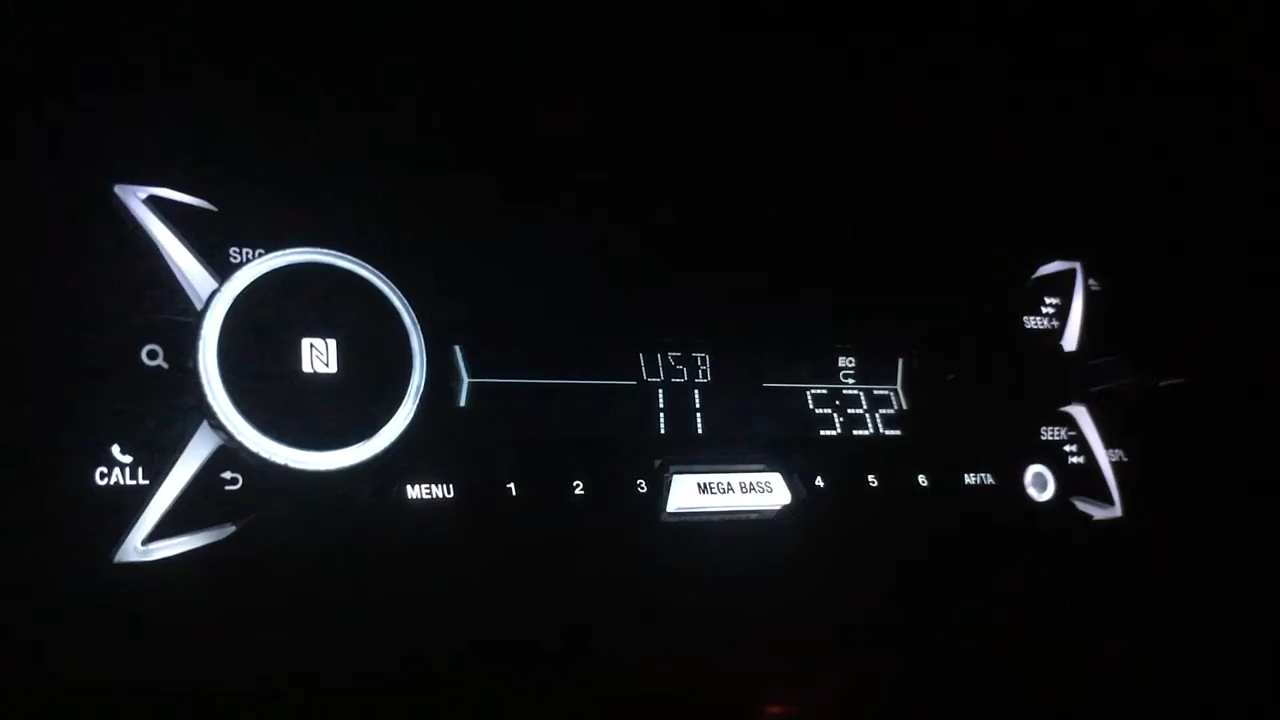 SRC
SEEK+
USB
EQ
11
5:32
SEEK-
CALL
MENU 1 2 3 MEGA BASS 4 5 6 AF/TA